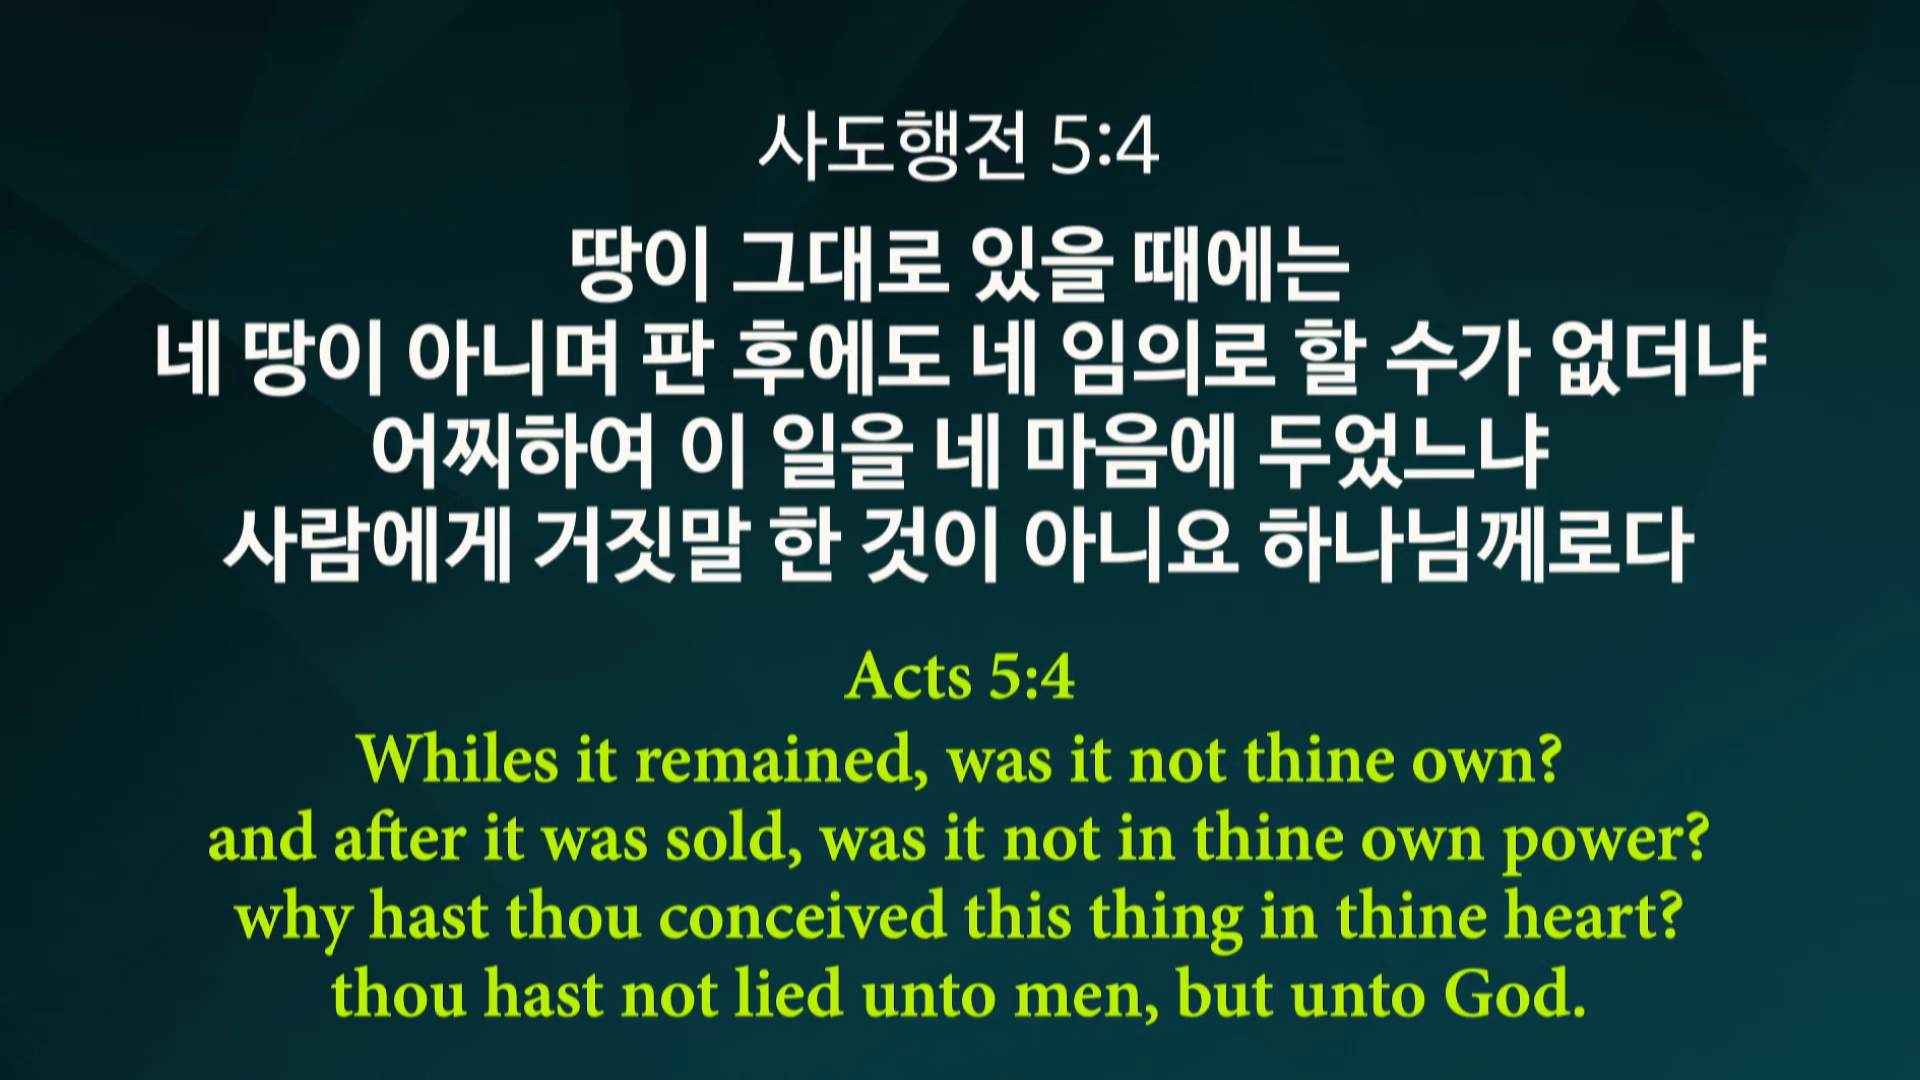 사도행전 5:4
땅이 그대로 있을 때에는
네 땅이 아니며 판 후에도 네 임의로 할 수가 없더냐
어찌하여 이 일을 네 마음에 두었느냐
사람에게 거짓말 한 것이 아니요 하나님께로다
Acts 5:4
Whiles it remained, was it not thine own?
and after it was sold, was it not in thine own power?
why hast thou conceived this thing in thine heart?
thou hast not lied unto men, but unto God.